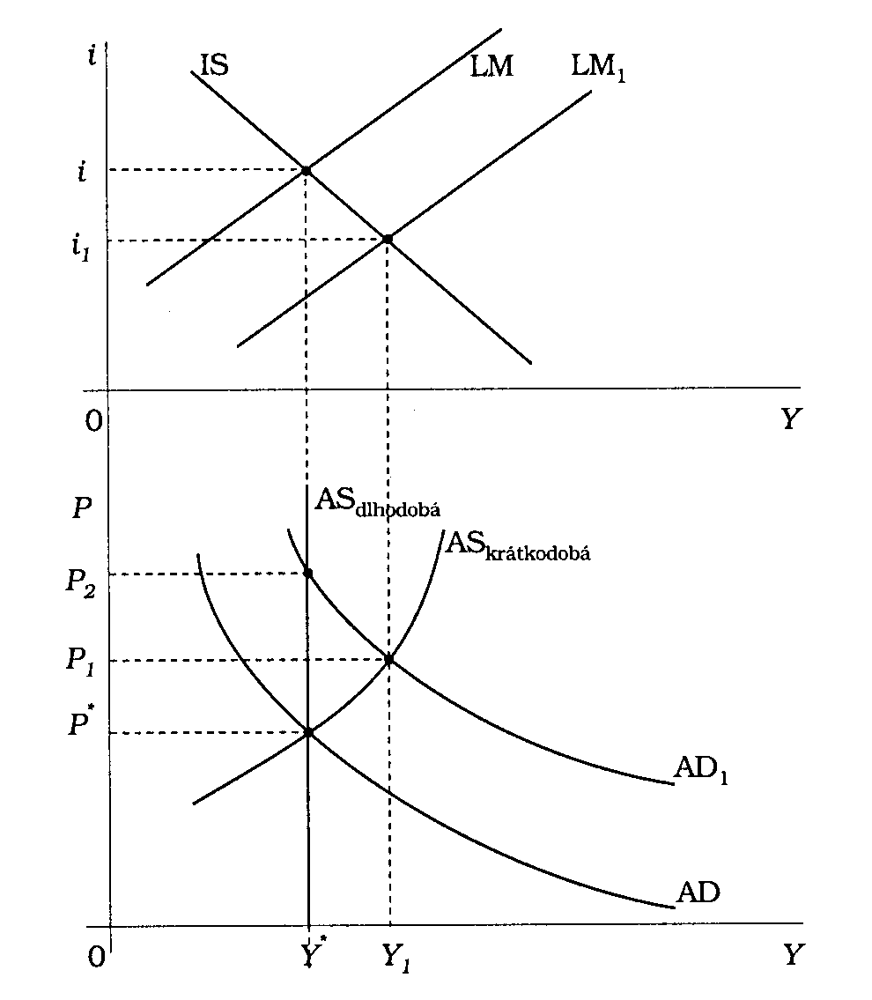 i
IS
LM
LM1
i
i1
0
Y
P
ASdlhodobá
ASkrátkodobá
P2
P1
P*
AD1
AD
0
Y*
Y1
Y